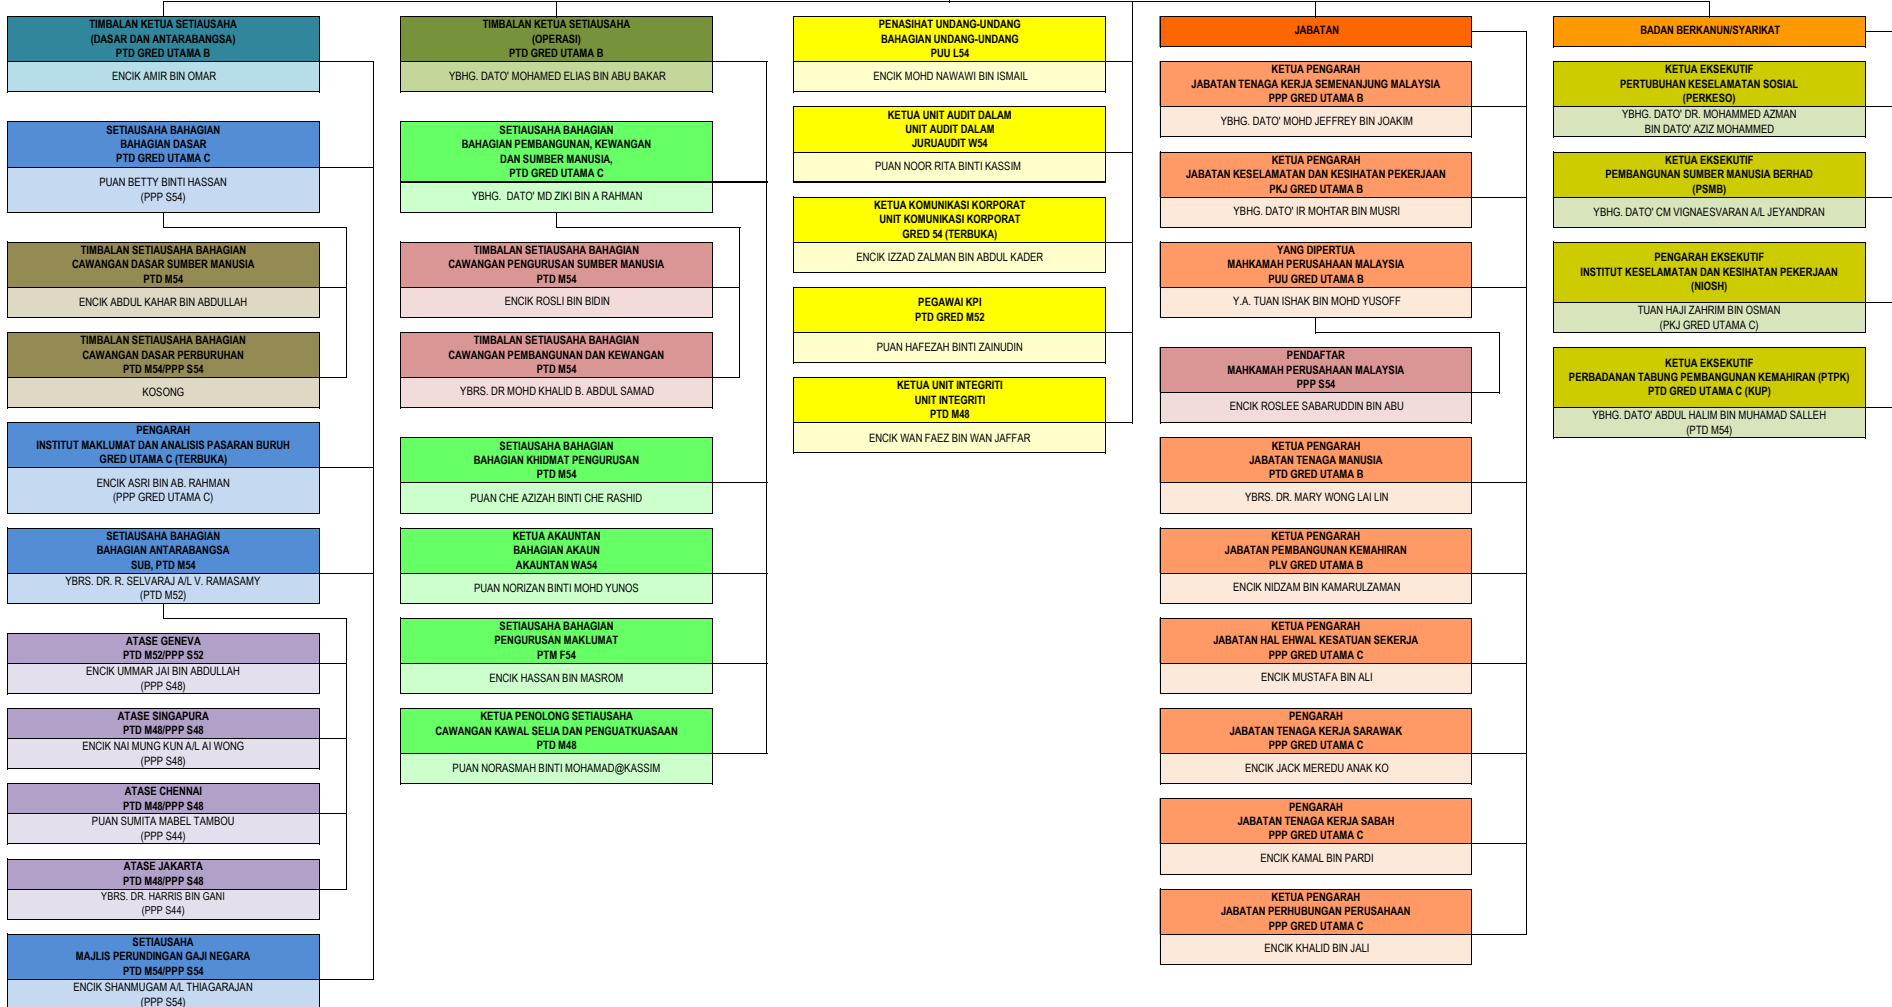 TIMBALAN KETUA SETIAUSAHA
(DASAR DAN ANTARABANGSA)
PTD GRED UTAMA B
ENCIK AMIR BIN OMAR
SETIAUSAHA BAHAGIAN
BAHAGIAN DASAR
PTD GRED UTAMA C
PUAN BETTY BINTI HASSAN
(PPP S54)
TIMBALAN SETIAUSAHA BAHAGIAN
CAWANGAN DASAR SUMBER MANUSIA
PTD M54
ENCIK ABDUL KAHAR BIN ABDULLAH
TIMBALAN SETIAUSAHA BAHAGIAN
CAWANGAN DASAR PERBURUHAN
PTD M54/PPP S54
KOSONG
PENGARAH
INSTITUT MAKLUMAT DAN ANALISIS PASARAN BURUH
GRED UTAMA C (TERBUKA)
ENCIK ASRI BIN AB. RAHMAN
(PPP GRED UTAMA C)
SETIAUSAHA BAHAGIAN
BAHAGIAN ANTARABANGSA
SUB, PTD M54
YBRS. DR. R. SELVARAJ A/L V. RAMASAMY
(PTD M52)
ATASE GENEVA
PTD M52/PPP S52
ENCIK UMMAR JAI BIN ABDULLAH
(PPP S48)
ATASE SINGAPURA
PTD M48/PPP S48
ENCIK NAI MUNG KUN A/L AI WONG
(PPP S48)
ATASE CHENNAI
PTD M48/PPP S48
PUAN SUMITA MABEL TAMBOU
(PPP S44)
ATASE JAKARTA
PTD M48/PPP S48
YBRS. DR. HARRIS BIN GANI
(PPP S44)
SETIAUSAHA
MAJLIS PERUNDINGAN GAJI NEGARA
PTD M54/PPP S54
ENCIK SHANMUGAM A/L THIAGARAJAN
(PPP S54)
TIMBALAN KETUA SETIAUSAHA
(OPERASI)
PTD GRED UTAMA B
YBHG. DATO' MOHAMED ELIAS BIN ABU BAKAR
SETIAUSAHA BAHAGIAN
BAHAGIAN PEMBANGUNAN, KEWANGAN
DAN SUMBER MANUSIA,
PTD GRED UTAMA C
YBHG. DATO' MD ZIKI BIN A RAHMAN
TIMBALAN SETIAUSAHA BAHAGIAN
CAWANGAN PENGURUSAN SUMBER MANUSIA
PTD M54
ENCIK ROSLI BIN BIDIN
TIMBALAN SETIAUSAHA BAHAGIAN
CAWANGAN PEMBANGUNAN DAN KEWANGAN
PTD M54
YBRS. DR MOHD KHALID B. ABDUL SAMAD
SETIAUSAHA BAHAGIAN
BAHAGIAN KHIDMAT PENGURUSAN
PTD M54
PUAN CHE AZIZAH BINTI CHE RASHID
KETUA AKAUNTAN
BAHAGIAN AKAUN
AKAUNTAN WA54
PUAN NORIZAN BINTI MOHD YUNOS
SETIAUSAHA BAHAGIAN
PENGURUSAN MAKLUMAT
PTM F54
ENCIK HASSAN BIN MASROM
KETUA PENOLONG SETIAUSAHA
CAWANGAN KAWAL SELIA DAN PENGUATKUASAAN
PTD M48
PUAN NORASMAH BINTI MOHAMAD@KASSIM
PENASIHAT UNDANG-UNDANG
BAHAGIAN UNDANG-UNDANG
PUU L54
ENCIK MOHD NAWAWI BIN ISMAIL
KETUA UNIT AUDIT DALAM
UNIT AUDIT DALAM
JURUAUDIT W54
PUAN NOOR RITA BINTI KASSIM
KETUA KOMUNIKASI KORPORAT
UNIT KOMUNIKASI KORPORAT
GRED 54 (TERBUKA)
ENCIK IZZAD ZALMAN BIN ABDUL KADER
PEGAWAI KPI
PTD GRED M52
PUAN HAFEZAH BINTI ZAINUDIN
KETUA UNIT INTEGRITI
UNIT INTEGRITI
PTD M48
ENCIK WAN FAEZ BIN WAN JAFFAR
JABATAN
KETUA PENGARAH
JABATAN TENAGA KERJA SEMENANJUNG MALAYSIA
PPP GRED UTAMA B
YBHG. DATO' MOHD JEFFREY BIN JOAKIM
KETUA PENGARAH
JABATAN KESELAMATAN DAN KESIHATAN PEKERJAAN
PKJ GRED UTAMA B
YBHG. DATO' IR MOHTAR BIN MUSRI
YANG DIPERTUA
MAHKAMAH PERUSAHAAN MALAYSIA
PUU GRED UTAMA B
Y.A. TUAN ISHAK BIN MOHD YUSOFF
PENDAFTAR
MAHKAMAH PERUSAHAAN MALAYSIA
PPP S54
ENCIK ROSLEE SABARUDDIN BIN ABU
KETUA PENGARAH
JABATAN TENAGA MANUSIA
PTD GRED UTAMA B
YBRS. DR. MARY WONG LAI LIN
KETUA PENGARAH
JABATAN PEMBANGUNAN KEMAHIRAN
PLV GRED UTAMA B
ENCIK NIDZAM BIN KAMARULZAMAN
KETUA PENGARAH
JABATAN HAL EHWAL KESATUAN SEKERJA
PPP GRED UTAMA C
ENCIK MUSTAFA BIN ALI
PENGARAH
JABATAN TENAGA KERJA SARAWAK
PPP GRED UTAMA C
ENCIK JACK MEREDU ANAK KO
PENGARAH
JABATAN TENAGA KERJA SABAH
PPP GRED UTAMA C
ENCIK KAMAL BIN PARDI
KETUA PENGARAH
JABATAN PERHUBUNGAN PERUSAHAAN
PPP GRED UTAMA C
ENCIK KHALID BIN JALI
BADAN BERKANUN/SYARIKAT
KETUA EKSEKUTIF
PERTUBUHAN KESELAMATAN SOSIAL
(PERKESO)
YBHG. DATO' DR. MOHAMMED AZMAN
BIN DATO' AZIZ MOHAMMED
KETUA EKSEKUTIF
PEMBANGUNAN SUMBER MANUSIA BERHAD
(PSMB)
YBHG. DATO' CM VIGNAESVARAN A/L JEYANDRAN
PENGARAH EKSEKUTIF
INSTITUT KESELAMATAN DAN KESIHATAN PEKERJAAN
(NIOSH)
TUAN HAJI ZAHRIM BIN OSMAN
(PKJ GRED UTAMA C)
KETUA EKSEKUTIF
PERBADANAN TABUNG PEMBANGUNAN KEMAHIRAN (PTPK)
PTD GRED UTAMA C (KUP)
YBHG. DATO' ABDUL HALIM BIN MUHAMAD SALLEH
(PTD M54)